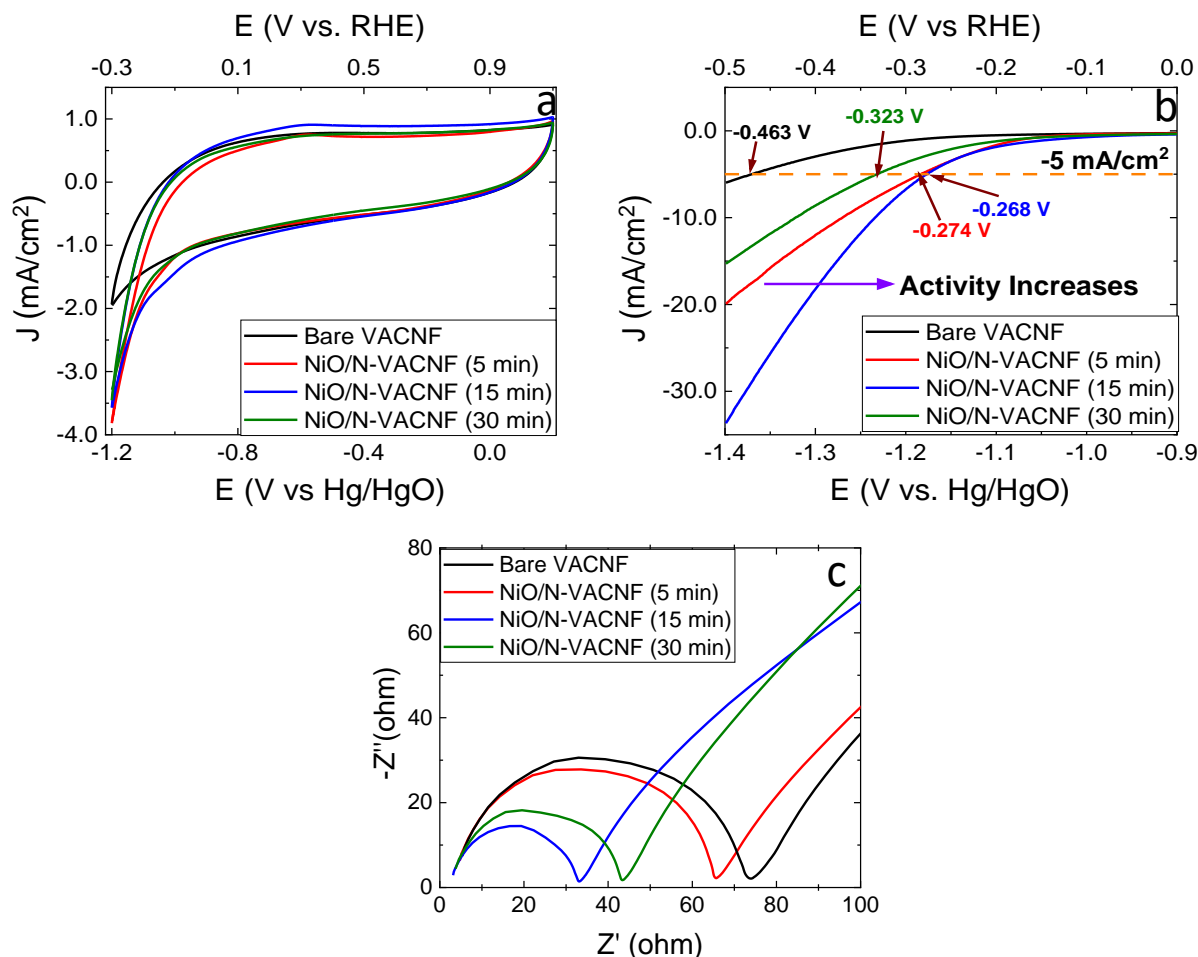 E (V vs. RHE)
-0.3 0.1 0.5 0.9
a
1.0
0.0
-1.0
-2.0
-3.0
-4.0
J (mA/cm2)
Bare VACNF
NiO/N-VACNF (5 min)
NiO/N-VACNF (15 min)
NiO/N-VACNF (30 min)
-1.2 -0.8 -0.4 0.0
E (V vs Hg/HgO)
E (V vs RHE)
-0.5 -0.4 -0.3 -0.2 -0.1 0.0
b
0.0
-10.0
-20.0
-30.0
J (mA/cm2)
-0.463 V
-0.323 V
-5 mA/cm2
-0.268 V
-0.274 V
Activity Increases
Bare VACNF
NiO/N-VACNF (5 min)
NiO/N-VACNF (15 min)
NiO/N-VACNF (30 min)
-1.4 -1.3 -1.2 -1.1 -1.0 -0.9
E (V vs. Hg/HgO)
80
60
40
20
0
-Z"(ohm)
Bare VACNF
NiO/N-VACNF (5 min)
NiO/N-VACNF (15 min)
NiO/N-VACNF (30 min)
c
0 20 40 60 80 100
Z' (ohm)